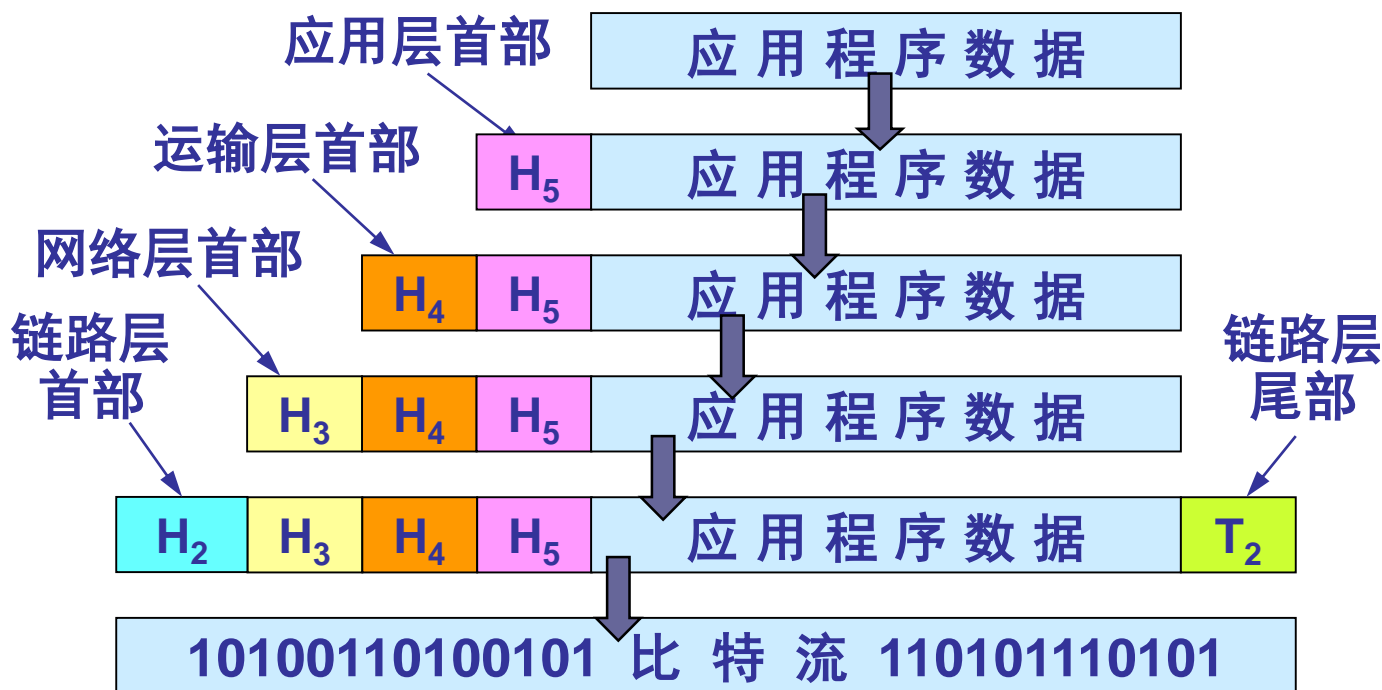 应用层首部
应 用 程 序 数 据
运输层首部
H₅ 应 用 程 序 数 据
网络层首部
H₄ H₅ 应 用 程 序 数 据
链路层
首部
链路层
尾部
H₃ H₄ H₅ 应 用 程 序 数 据
H₂ H₃ H₄ H₅ 应 用 程 序 数 据 T₂
10100110100101 比 特 流 110101110101